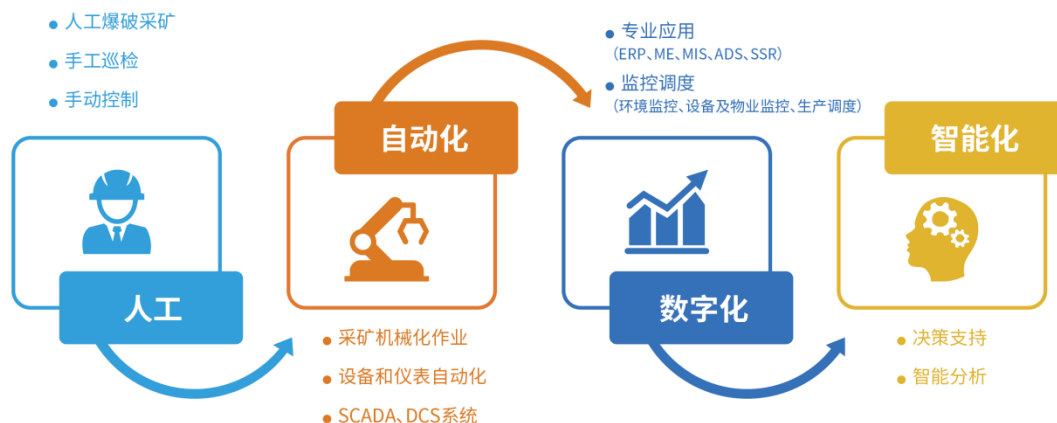 人工爆破采矿
手工巡检
手动控制
人工
自动化
采矿机械化作业
设备和仪表自动化
SCADA、DCS系统
专业应用
(ERP、ME、MIS、ADS、SSR)
监控调度
(环境监控、设备及物业监控、生产调度)
数字化
智能化
决策支持
智能分析